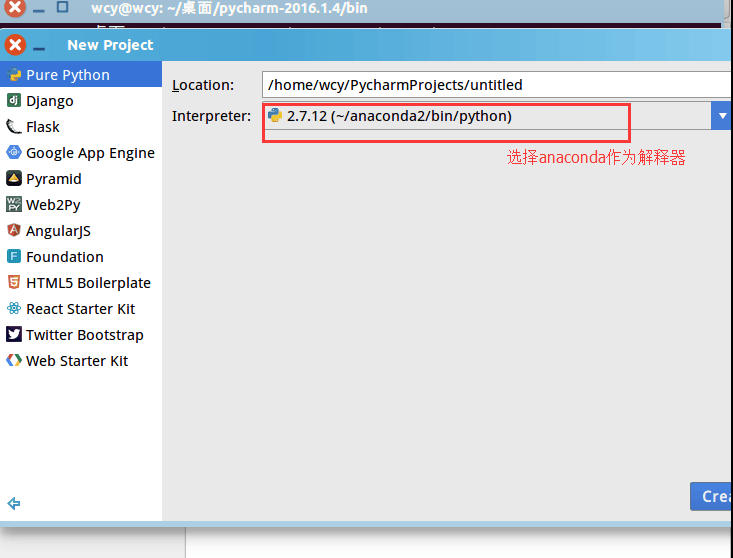 wcy@wcy: ~/桌面/pycharm-2016.1.4/bin
New Project
Pure Python
Django
Flask
Google App Engine
Pyramid
Web2Py
AngularJS
Foundation
HTML5 Boilerplate
React Starter Kit
Twitter Bootstrap
Web Starter Kit
Location:
/home/wcy/PycharmProjects/untitled
Interpreter:
2.7.12 (~/anaconda2/bin/python)
选择anaconda作为解释器
Crea